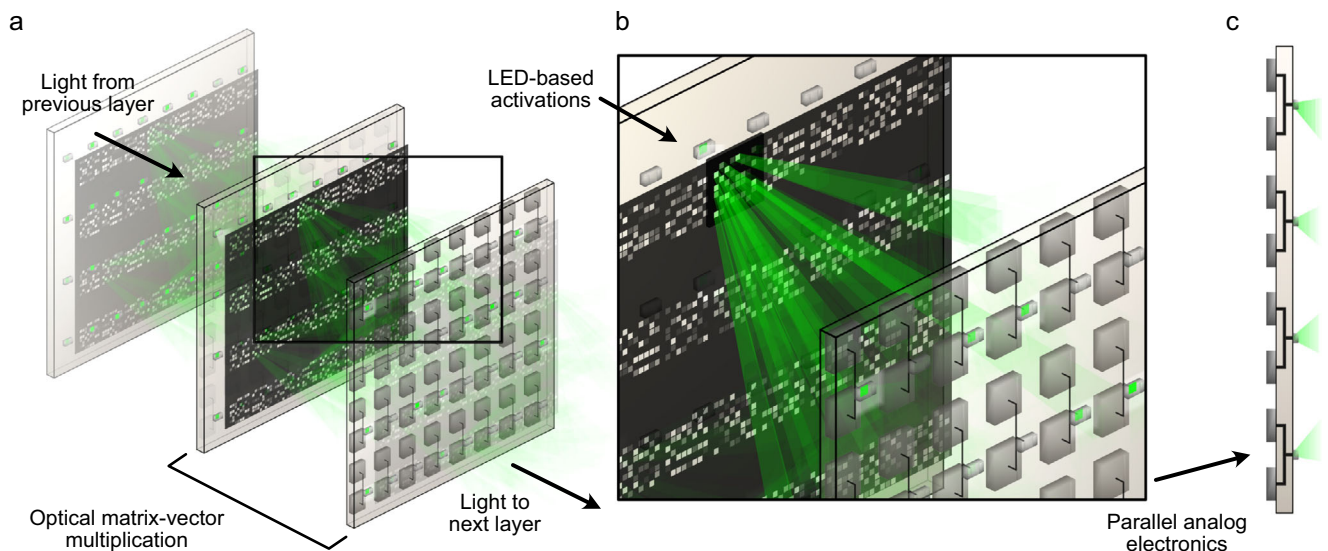 a
Light from
previous layer
Optical matrix-vector
multiplication
Light to
next layer
b
LED-based
activations
c
Parallel analog
electronics